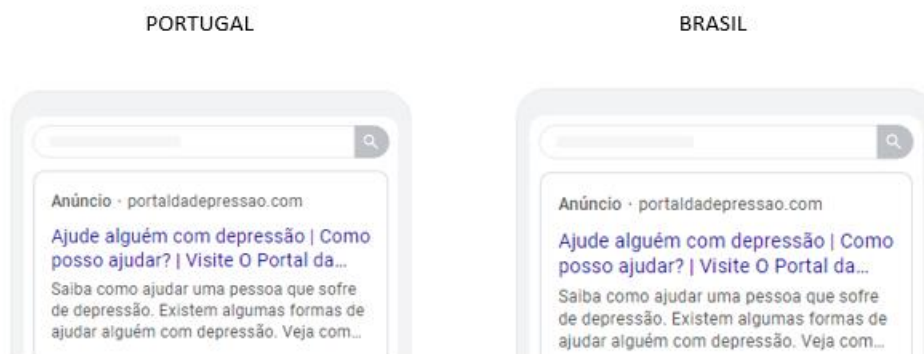 PORTUGAL
Anúncio · portaldadepressao.com
Ajude alguém com depressão | Como
posso ajudar? | Visite O Portal da...
Saiba como ajudar uma pessoa que sofre
de depressão. Existem algumas formas de
ajudar alguém com depressão. Veja com...
BRASIL
Anúncio · portaldadepressao.com
Ajude alguém com depressão | Como
posso ajudar? | Visite O Portal da...
Saiba como ajudar uma pessoa que sofre
de depressão. Existem algumas formas de
ajudar alguém com depressão. Veja com...